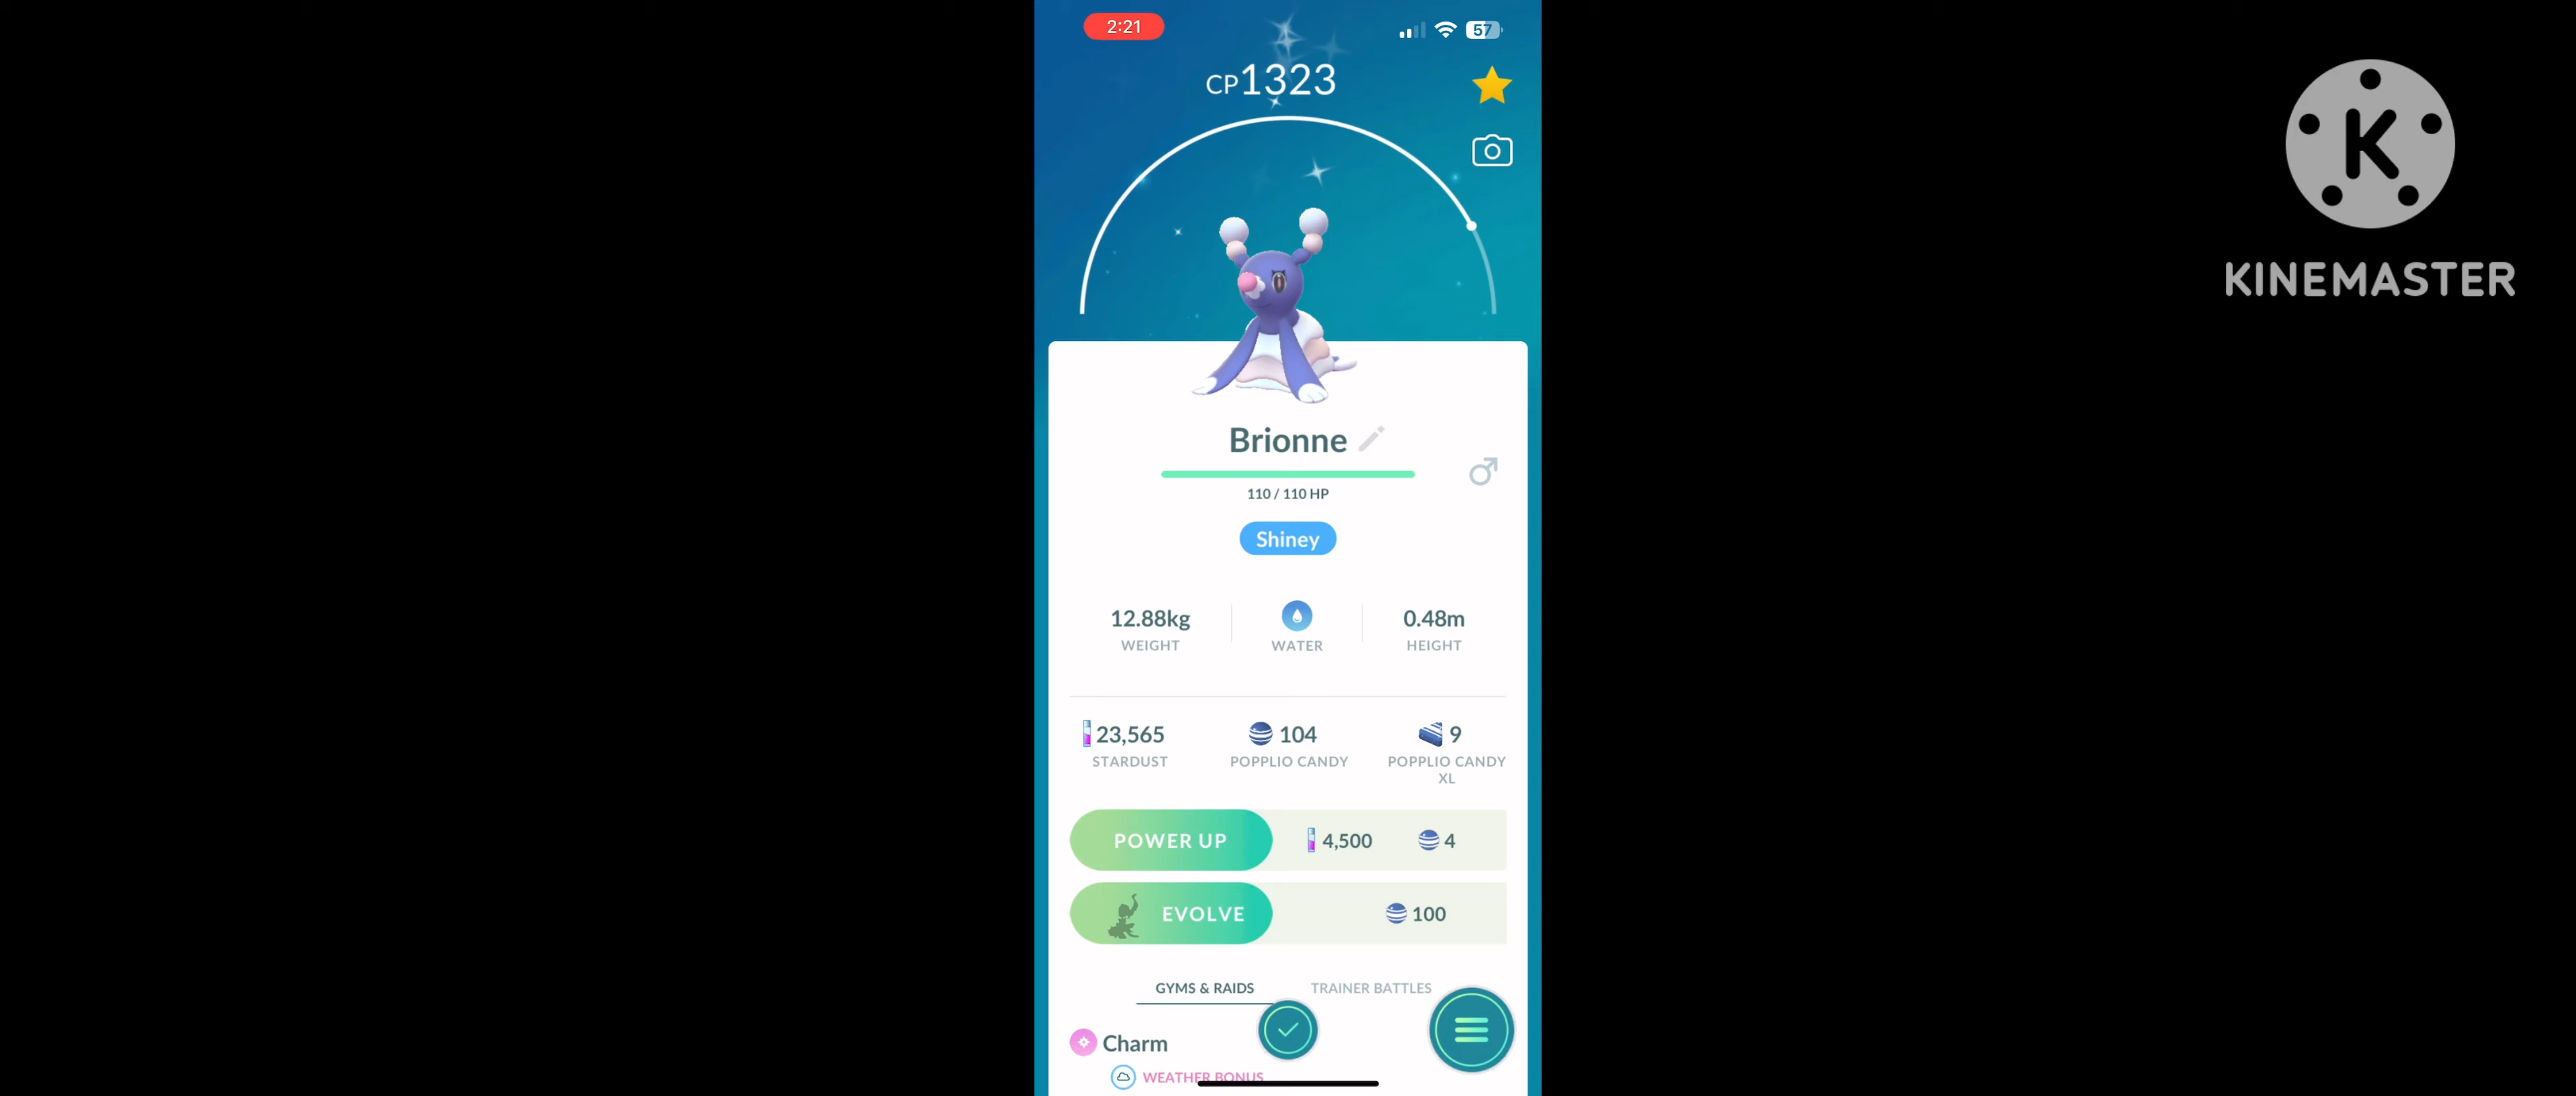 2:21
57
CP1323
K
KINEMASTER
Brionne
110 / 110 HP
Shiney
12.88kg
WEIGHT
WATER
0.48m
HEIGHT
23,565
STARDUST
104
POPPLIO CANDY
9
POPPLIO CANDY
XL
POWER UP
4,500
4
EVOLVE
100
GYMS & RAIDS
TRAINER BATTLES
Charm
WEATHER BONUS